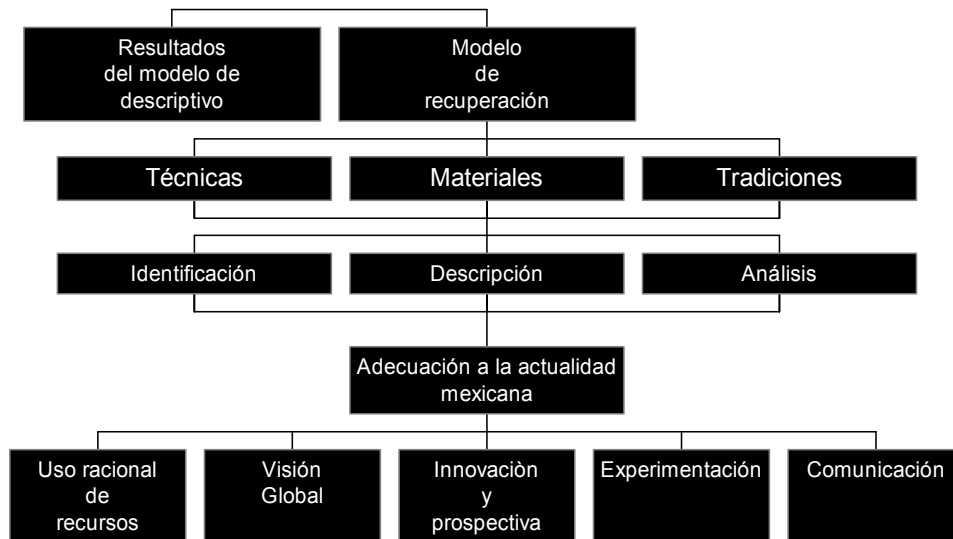 Resultados
del modelo de
descriptivo
Modelo
de
recuperación
Técnicas
Materiales
Tradiciones
Identificación
Descripción
Análisis
Adecuación a la actualidad
mexicana
Uso racional
de
recursos
Visión
Global
Innovaciòn
y
prospectiva
Experimentación
Comunicación